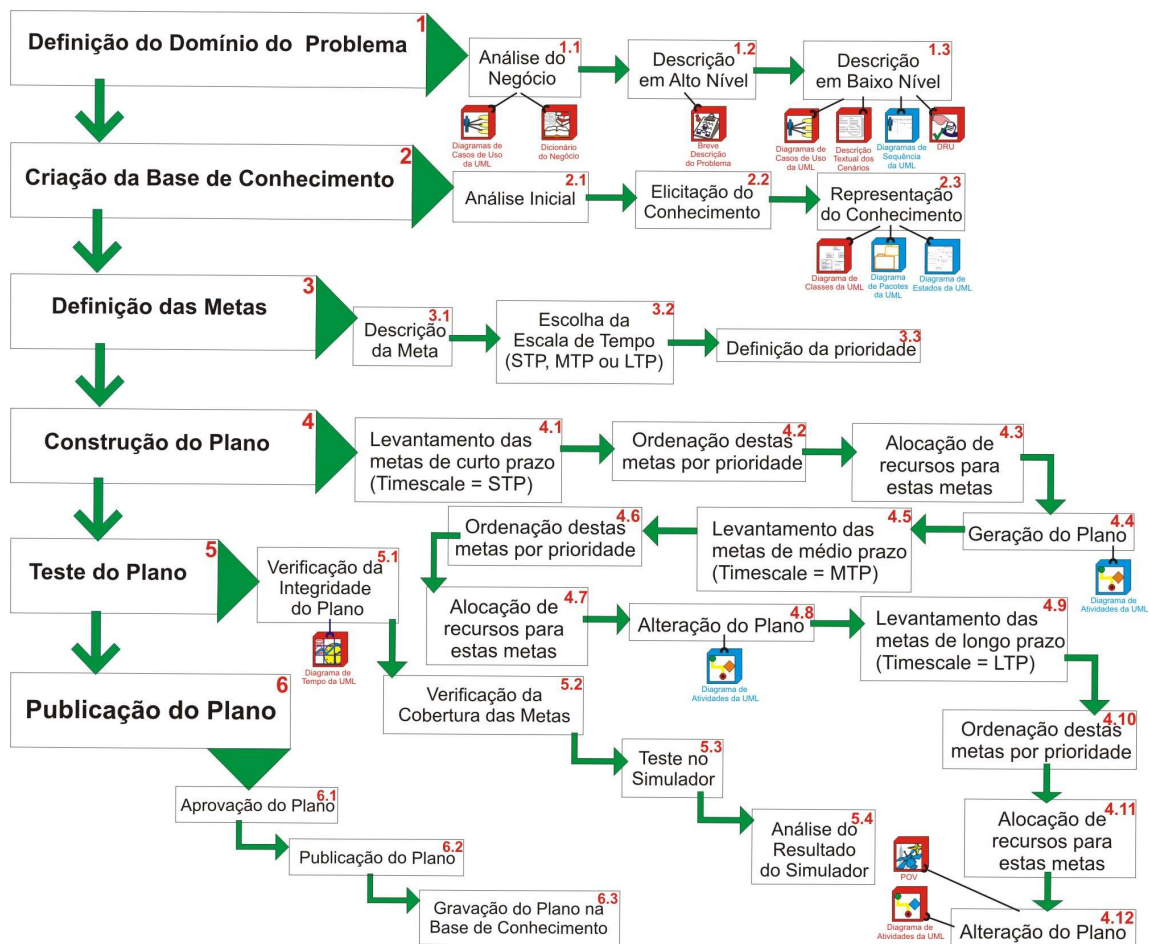 1
Definição do Domínio do Problema
1.1
Análise do
Negócio
1.2
Descrição
em Alto Nível
1.3
Descrição
em Baixo Nível
Diagramas de
Casos de Uso
da UML
Dicionário
do Negócio
Breve
Descrição
do Problema
Diagramas de
Casos de Uso
da UML
Descrição
Textual dos
Cenários
Diagramas de
Sequência
da UML
DRU
2
Criação da Base de Conhecimento
2.1
Análise Inicial
2.2
Elicitação do
Conhecimento
2.3
Representação
do Conhecimento
Diagrama de
Classes da UML
Diagrama
de Pacotes
da UML
Diagrama de
Estados da UML
3
Definição das Metas
3.1
Descrição
da Meta
3.2
Escolha da
Escala de Tempo
(STP, MTP ou LTP)
3.3
Definição da prioridade
4
Construção do Plano
4.1
Levantamento das
metas de curto prazo
(Timescale = STP)
4.2
Ordenação destas
metas por prioridade
4.3
Alocação de
recursos para
estas metas
4.4
Geração do Plano
Diagrama de
Atividades da UML
4.5
Levantamento das
metas de médio prazo
(Timescale = MTP)
4.6
Ordenação destas
metas por prioridade
4.7
Alocação de
recursos para
estas metas
4.8
Alteração do Plano
Diagrama de
Atividades da UML
4.9
Levantamento das
metas de longo prazo
(Timescale = LTP)
4.10
Ordenação destas
metas por prioridade
4.11
Alocação de
recursos para
estas metas
4.12
Alteração do Plano
POV
Diagrama de
Atividades da UML
5
Teste do Plano
5.1
Verificação da
Integridade
do Plano
Diagrama de
Tempo da UML
5.2
Verificação da
Cobertura das Metas
5.3
Teste no
Simulador
5.4
Análise do
Resultado
do Simulador
6
Publicação do Plano
6.1
Aprovação do Plano
6.2
Publicação do Plano
6.3
Gravação do Plano na
Base de Conhecimento